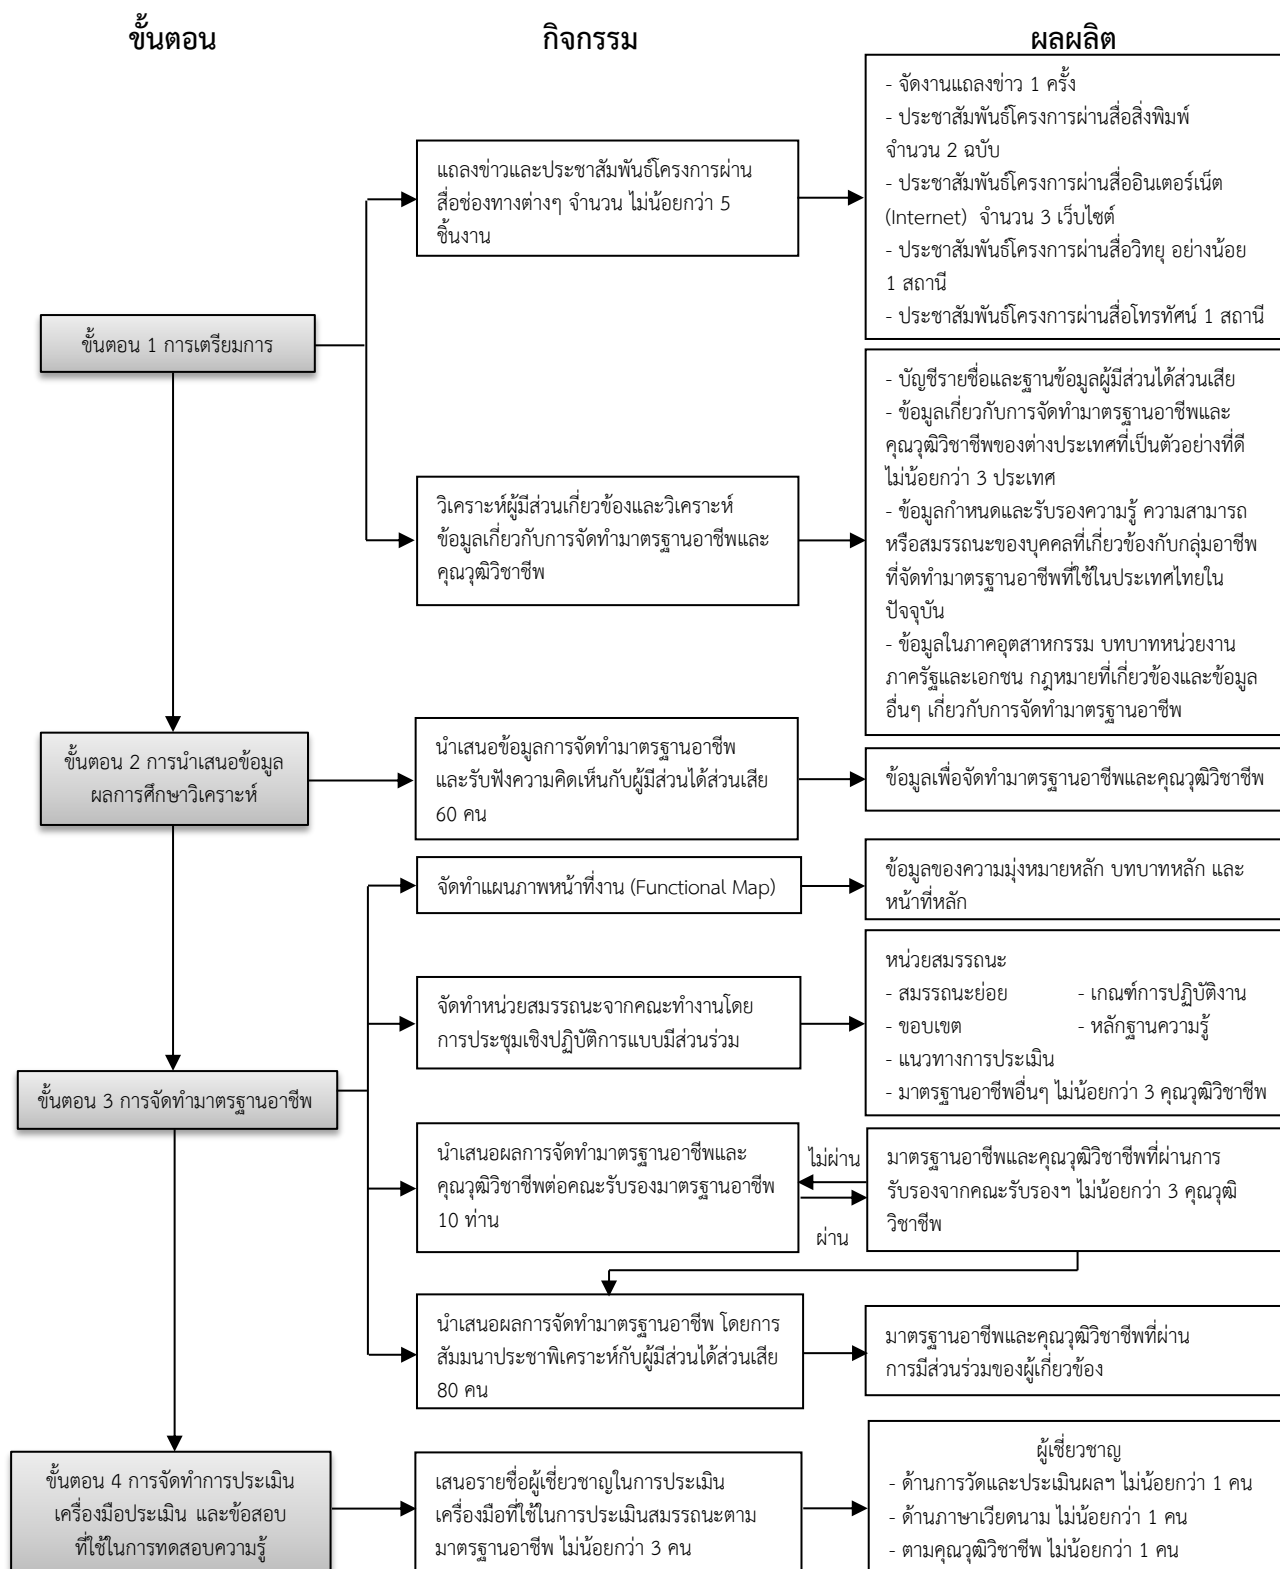 ขั้นตอน
กิจกรรม
ผลผลิต
ขั้นตอน 1 การเตรียมการ
แถลงข่าวและประชาสัมพันธ์โครงการผ่าน
สื่อช่องทางต่างๆ จำนวน ไม่น้อยกว่า 5
ชิ้นงาน
- จัดงานแถลงข่าว 1 ครั้ง
- ประชาสัมพันธ์โครงการผ่านสื่อสิ่งพิมพ์
จำนวน 2 ฉบับ
- ประชาสัมพันธ์โครงการผ่านสื่ออินเตอร์เน็ต
(Internet) จำนวน 3 เว็บไซต์
- ประชาสัมพันธ์โครงการผ่านสื่อวิทยุ อย่างน้อย
1 สถานี
- ประชาสัมพันธ์โครงการผ่านสื่อโทรทัศน์ 1 สถานี
วิเคราะห์ผู้มีส่วนเกี่ยวข้องและวิเคราะห์
ข้อมูลเกี่ยวกับการจัดทำมาตรฐานอาชีพและ
คุณวุฒิวิชาชีพ
- บัญชีรายชื่อและฐานข้อมูลผู้มีส่วนได้ส่วนเสีย
- ข้อมูลเกี่ยวกับการจัดทำมาตรฐานอาชีพและ
คุณวุฒิวิชาชีพของต่างประเทศที่เป็นตัวอย่างที่ดี
ไม่น้อยกว่า 3 ประเทศ
- ข้อมูลกำหนดและรับรองความรู้ ความสามารถ
หรือสมรรถนะของบุคคลที่เกี่ยวข้องกับกลุ่มอาชีพ
ที่จัดทำมาตรฐานอาชีพที่ใช้ในประเทศไทยใน
ปัจจุบัน
- ข้อมูลในภาคอุตสาหกรรม บทบาทหน่วยงาน
ภาครัฐและเอกชน กฎหมายที่เกี่ยวข้องและข้อมูล
อื่นๆ เกี่ยวกับการจัดทำมาตรฐานอาชีพ
ขั้นตอน 2 การนำเสนอข้อมูล
ผลการศึกษาวิเคราะห์
นำเสนอข้อมูลการจัดทำมาตรฐานอาชีพ
และรับฟังความคิดเห็นกับผู้มีส่วนได้ส่วนเสีย
60 คน
ข้อมูลเพื่อจัดทำมาตรฐานอาชีพและคุณวุฒิวิชาชีพ
ขั้นตอน 3 การจัดทำมาตรฐานอาชีพ
จัดทำแผนภาพหน้าที่งาน (Functional Map)
ข้อมูลของความมุ่งหมายหลัก บทบาทหลัก และ
หน้าที่หลัก
จัดทำหน่วยสมรรถนะจากคณะทำงานโดย
การประชุมเชิงปฏิบัติการแบบมีส่วนร่วม
หน่วยสมรรถนะ
- สมรรถนะย่อย - เกณฑ์การปฏิบัติงาน
- ขอบเขต - หลักฐานความรู้
- แนวทางการประเมิน
- มาตรฐานอาชีพอื่นๆ ไม่น้อยกว่า 3 คุณวุฒิวิชาชีพ
นำเสนอผลการจัดทำมาตรฐานอาชีพและ
คุณวุฒิวิชาชีพต่อคณะรับรองมาตรฐานอาชีพ
10 ท่าน
ไม่ผ่าน
ผ่าน
มาตรฐานอาชีพและคุณวุฒิวิชาชีพที่ผ่านการ
รับรองจากคณะรับรองฯ ไม่น้อยกว่า 3 คุณวุฒิ
วิชาชีพ
นำเสนอผลการจัดทำมาตรฐานอาชีพ โดยการ
สัมมนาประชาพิเคราะห์กับผู้มีส่วนได้ส่วนเสีย
80 คน
มาตรฐานอาชีพและคุณวุฒิวิชาชีพที่ผ่าน
การมีส่วนร่วมของผู้เกี่ยวข้อง
ขั้นตอน 4 การจัดทำการประเมิน
เครื่องมือประเมิน และข้อสอบ
ที่ใช้ในการทดสอบความรู้
เสนอรายชื่อผู้เชี่ยวชาญในการประเมิน
เครื่องมือที่ใช้ในการประเมินสมรรถนะตาม
มาตรฐานอาชีพ ไม่น้อยกว่า 3 คน
ผู้เชี่ยวชาญ
- ด้านการวัดและประเมินผลฯ ไม่น้อยกว่า 1 คน
- ด้านภาษาเวียดนาม ไม่น้อยกว่า 1 คน
- ตามคุณวุฒิวิชาชีพ ไม่น้อยกว่า 1 คน